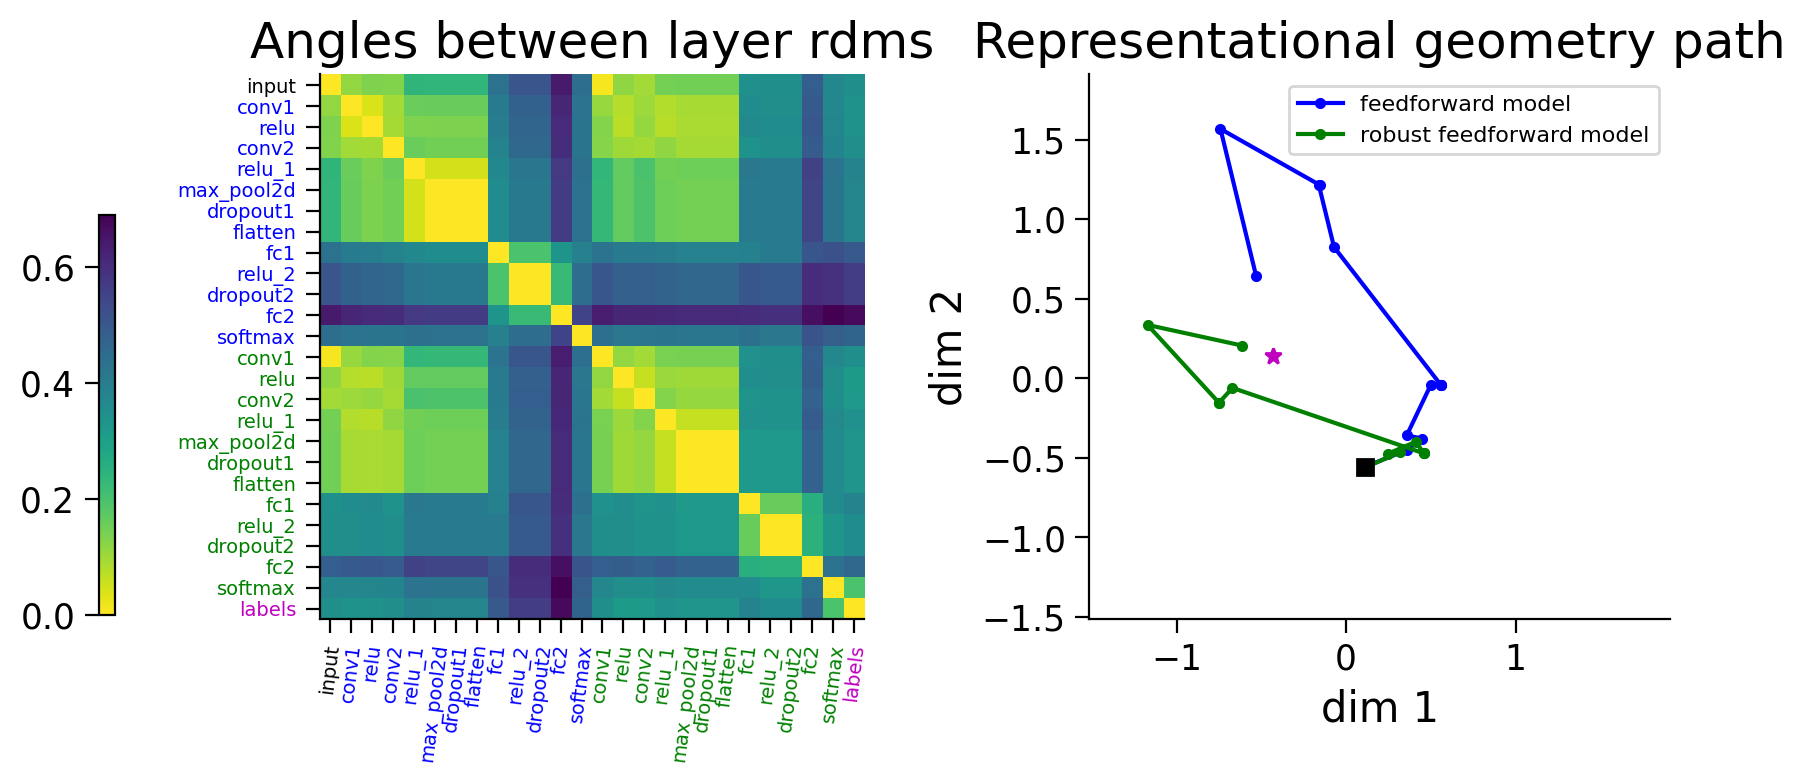 Angles between layer rdms
Representational geometry path
input
conv1
relu
conv2
relu_1
max_pool2d
dropout1
flatten
fc1
relu_2
dropout2
fc2
softmax
conv1
relu
conv2
relu_1
max_pool2d
dropout1
flatten
fc1
relu_2
dropout2
fc2
softmax
labels
0.6
0.4
0.2
0.0
input
conv1
relu
conv2
relu_1
max_pool2d
dropout1
flatten
fc1
relu_2
dropout2
fc2
softmax
conv1
relu
conv2
relu_1
max_pool2d
dropout1
flatten
fc1
relu_2
dropout2
fc2
softmax
labels
feedforward model
robust feedforward model
dim 2
1.5
1.0
0.5
0.0
−0.5
−1.0
−1.5
−1
0
1
dim 1